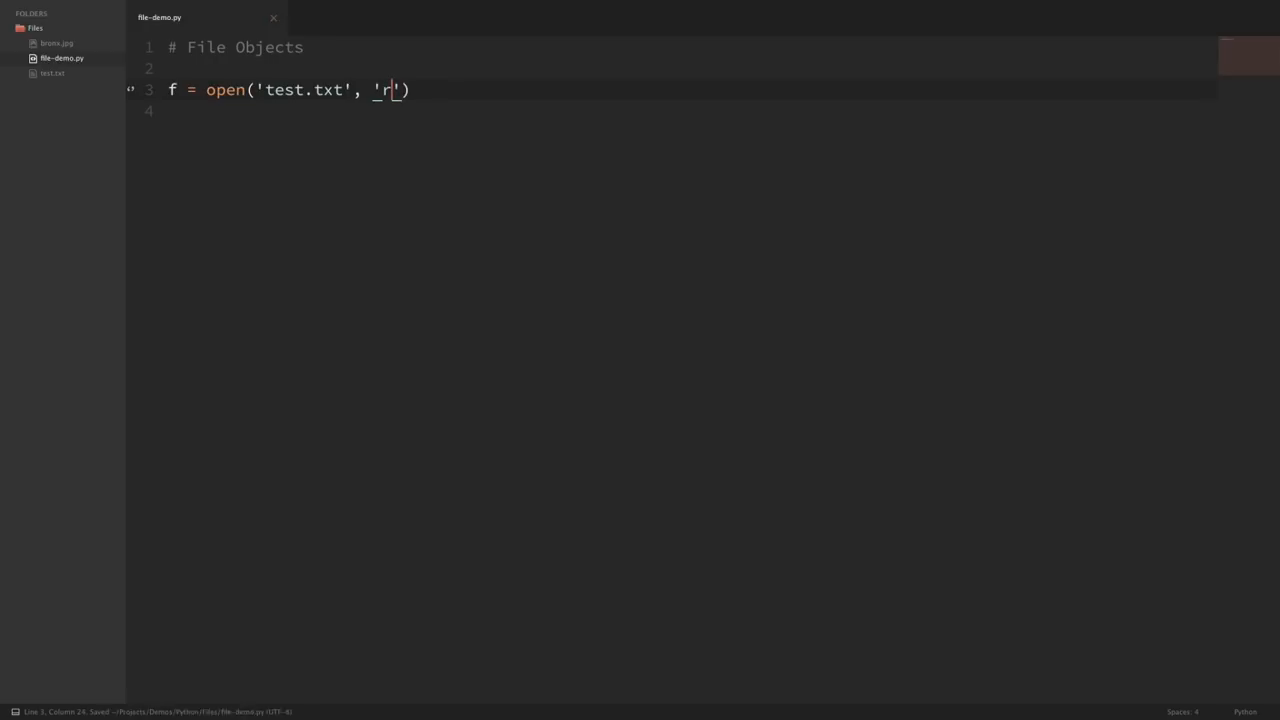 FOLDERS
Files
bronx.jpg
file-demo.py
test.txt
file-demo.py ×
1 # File Objects
2
3 f = open('test.txt', 'r')
4
Line 3, Column 24, Saved ~/Projects/Demos/Python/Files/file-demo.py (UTF-8)
Spaces: 4
Python